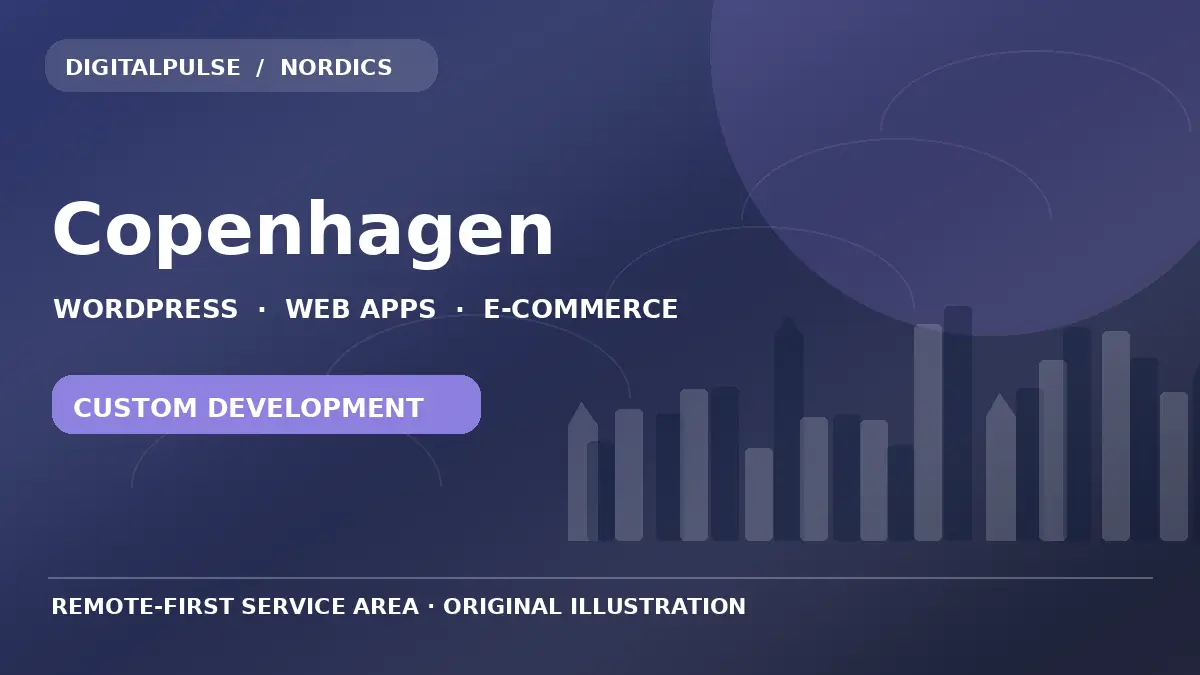 DIGITALPULSE / NORDICS
Copenhagen
WORDPRESS · WEB APPS · E-COMMERCE
CUSTOM DEVELOPMENT
REMOTE-FIRST SERVICE AREA · ORIGINAL ILLUSTRATION